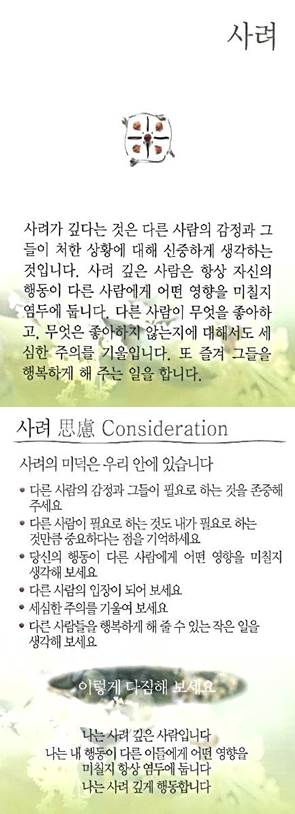 사려
사려가 깊다는 것은 다른 사람의 감정과 그
들이 처한 상황에 대해 신중하게 생각하는
것입니다. 사려 깊은 사람은 항상 자신의
행동이 다른 사람에게 어떤 영향을 미칠지
염두에 둡니다. 다른 사람이 무엇을 좋아하
고, 무엇은 좋아하지 않는지에 대해서도 세
심한 주의를 기울입니다. 또 즐겨 그들을
행복하게 해 주는 일을 합니다.
사려 思慮 Consideration
사려의 미덕은 우리 안에 있습니다
• 다른 사람의 감정과 그들이 필요로 하는 것을 존중해
주세요
• 다른 사람이 필요로 하는 것도 내가 필요로 하는
것만큼 중요하다는 점을 기억하세요
• 당신의 행동이 다른 사람에게 어떤 영향을 미칠지
생각해 보세요
• 다른 사람의 입장이 되어 보세요
• 세심한 주의를 기울여 보세요
• 다른 사람들을 행복하게 해 줄 수 있는 작은 일을
생각해 보세요
이렇게 다짐해 보세요
나는 사려 깊은 사람입니다
나는 내 행동이 다른 이들에게 어떤 영향을
미칠지 항상 염두에 둡니다
나는 사려 깊게 행동합니다